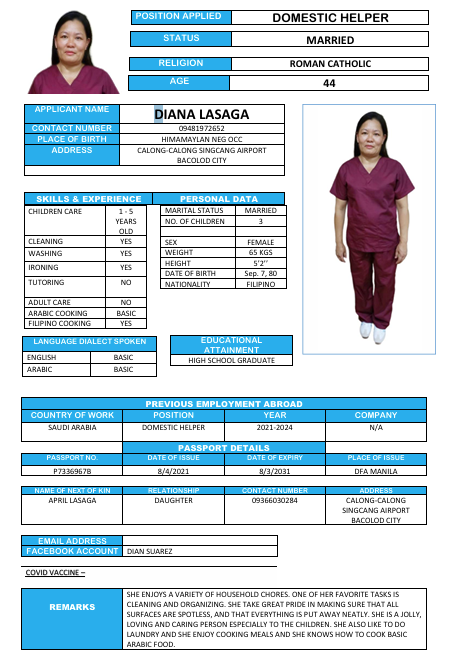 POSITION APPLIED DOMESTIC HELPER
STATUS MARRIED
RELIGION ROMAN CATHOLIC
AGE 44
APPLICANT NAME DIANA LASAGA
CONTACT NUMBER 09481972652
PLACE OF BIRTH HIMAMAYLAN NEG OCC
ADDRESS CALONG-CALONG SINGCANG AIRPORT
BACOLOD CITY
SKILLS & EXPERIENCE PERSONAL DATA
CHILDREN CARE 1 - 5
YEARS
OLD
CLEANING YES
WASHING YES
IRONING YES
TUTORING NO
ADULT CARE NO
ARABIC COOKING BASIC
FILIPINO COOKING YES
MARITAL STATUS MARRIED
NO. OF CHILDREN 3
SEX FEMALE
WEIGHT 65 KGS
HEIGHT 5'2''
DATE OF BIRTH Sep. 7, 80
NATIONALITY FILIPINO
LANGUAGE DIALECT SPOKEN
ENGLISH BASIC
ARABIC BASIC
EDUCATIONAL
ATTAINMENT
HIGH SCHOOL GRADUATE
PREVIOUS EMPLOYMENT ABROAD
COUNTRY OF WORK POSITION YEAR COMPANY
SAUDI ARABIA DOMESTIC HELPER 2021-2024 N/A
PASSPORT DETAILS
PASSPORT NO. DATE OF ISSUE DATE OF EXPIRY PLACE OF ISSUE
P7336967B 8/4/2021 8/3/2031 DFA MANILA
NAME OF NEXT OF KIN RELATIONSHIP CONTACT NUMBER ADDRESS
APRIL LASAGA DAUGHTER 09366030284 CALONG-CALONG
SINGCANG AIRPORT
BACOLOD CITY
EMAIL ADDRESS
FACEBOOK ACCOUNT DIAN SUAREZ
COVID VACCINE –
REMARKS
SHE ENJOYS A VARIETY OF HOUSEHOLD CHORES. ONE OF HER FAVORITE TASKS IS
CLEANING AND ORGANIZING. SHE TAKE GREAT PRIDE IN MAKING SURE THAT ALL
SURFACES ARE SPOTLESS, AND THAT EVERYTHING IS PUT AWAY NEATLY. SHE IS A JOLLY,
LOVING AND CARING PERSON ESPECIALLY TO THE CHILDREN. SHE ALSO LIKE TO DO
LAUNDRY AND SHE ENJOY COOKING MEALS AND SHE KNOWS HOW TO COOK BASIC
ARABIC FOOD.